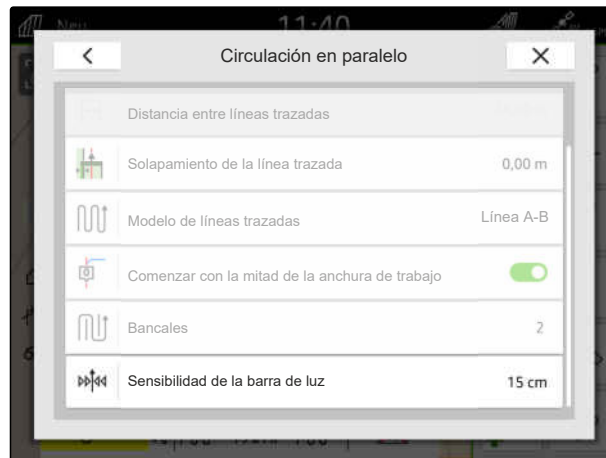 Neu 11:40
Circulación en paralelo
Distancia entre líneas trazadas
Solapamiento de la línea trazada 0,00 m
Modelo de líneas trazadas Línea A-B
Comenzar con la mitad de la anchura de trabajo
Bancales 2
Sensibilidad de la barra de luz 15 cm